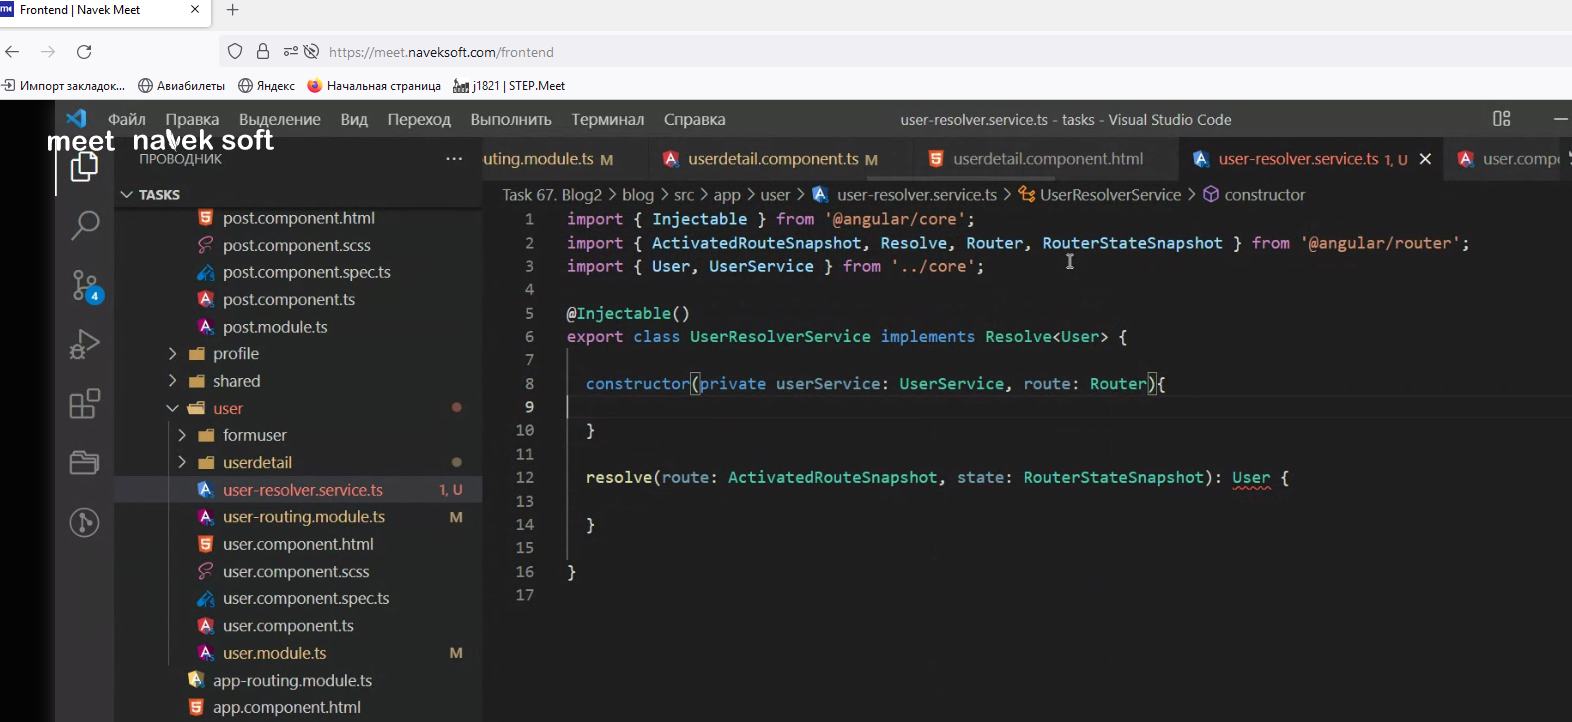 Frontend | Navek Meet
https://meet.naveksoft.com/frontend
Импорт закладок... Авиабилеты Яндекс Начальная страница j1821 | STEP.Meet
Файл Правка Выделение Вид Переход Выполнить Терминал Справка user-resolver.service.ts - tasks - Visual Studio Code
meet navek soft
ПРОВОДНИК ...
uting.module.ts M userdetail.component.ts M userdetail.component.html user-resolver.service.ts 1, U user.comp
TASKS
Task 67. Blog2 > blog > src > app > user > user-resolver.service.ts > UserResolverService > constructor
post.component.html
post.component.scss
post.component.spec.ts
post.component.ts
post.module.ts
profile
shared
user
formuser
userdetail
user-resolver.service.ts 1, U
user-routing.module.ts M
user.component.html
user.component.scss
user.component.spec.ts
user.component.ts
user.module.ts M
app-routing.module.ts
app.component.html
4
1 import { Injectable } from '@angular/core';
2 import { ActivatedRouteSnapshot, Resolve, Router, RouterStateSnapshot } from '@angular/router';
3 import { User, UserService } from '../core';
4
5 @Injectable()
6 export class UserResolverService implements Resolve<User> {
7
8 constructor(private userService: UserService, route: Router){
9
10 }
11
12 resolve(route: ActivatedRouteSnapshot, state: RouterStateSnapshot): User {
13
14 }
15
16 }
17